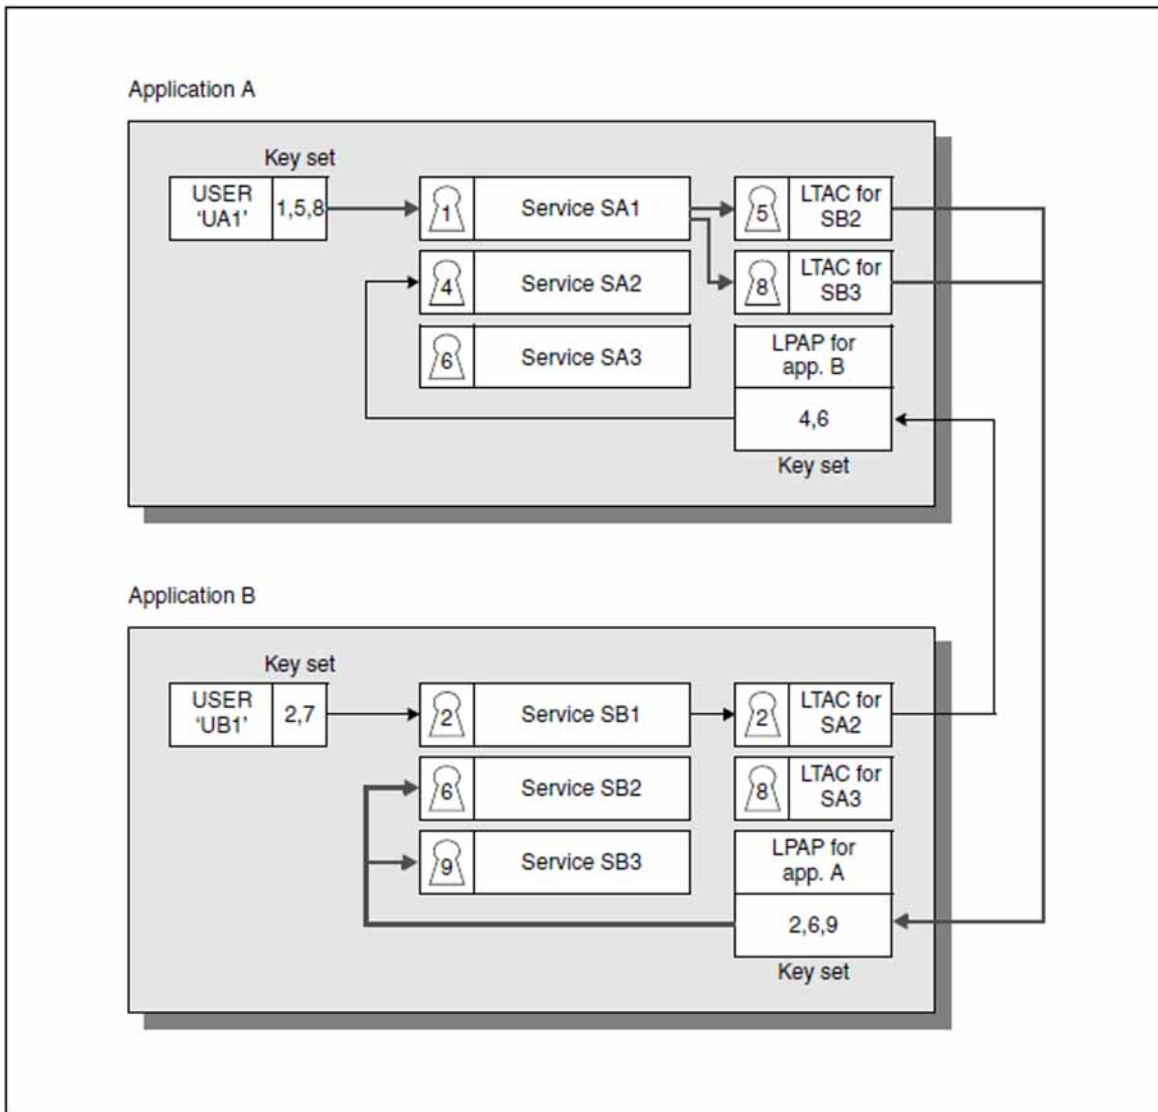 Application A
Key set
USER
‘UA1’
1,5,8
1
Service SA1
5
LTAC for
SB2
4
Service SA2
8
LTAC for
SB3
6
Service SA3
LPAP for
app. B
4,6
Key set
Application B
Key set
USER
‘UB1’
2,7
2
Service SB1
2
LTAC for
SA2
6
Service SB2
8
LTAC for
SA3
9
Service SB3
LPAP for
app. A
2,6,9
Key set